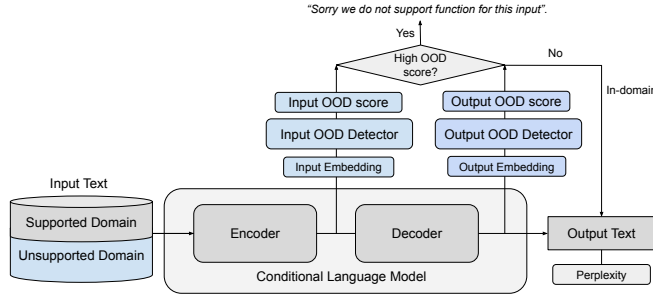 "Sorry we do not support function for this input".
Yes
High OOD
score?
No
In-domain
Input OOD score
Output OOD score
Input OOD Detector
Output OOD Detector
Input Embedding
Output Embedding
Input Text
Supported Domain
Unsupported Domain
Encoder
Decoder
Conditional Language Model
Output Text
Perplexity